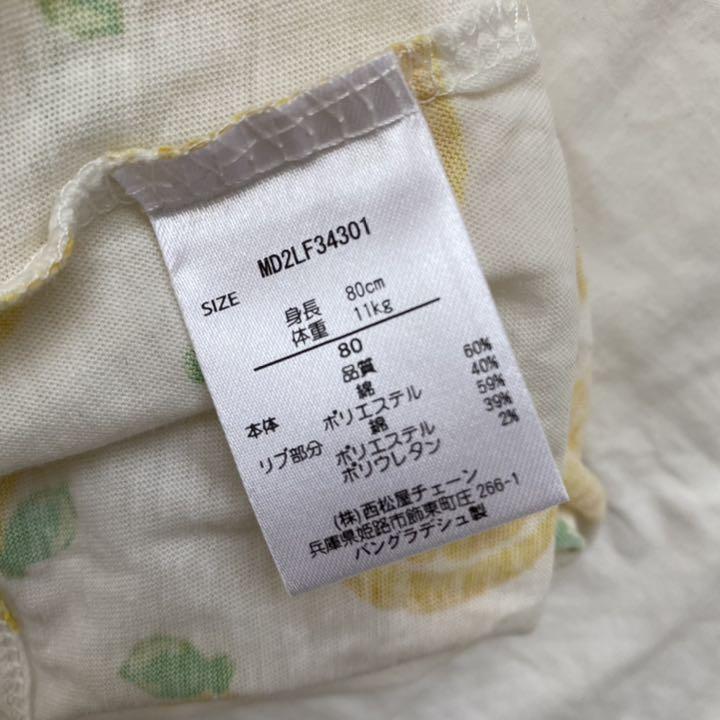 MD2LF34301
SIZE
身長 80cm
体重 11kg
80
品質
本体 綿 60%
ポリエステル 40%
リブ部分 綿 59%
ポリエステル 39%
ポリウレタン 2%
(株)西松屋チェーン
兵庫県姫路市飾東町庄 266-1
バングラデシュ製